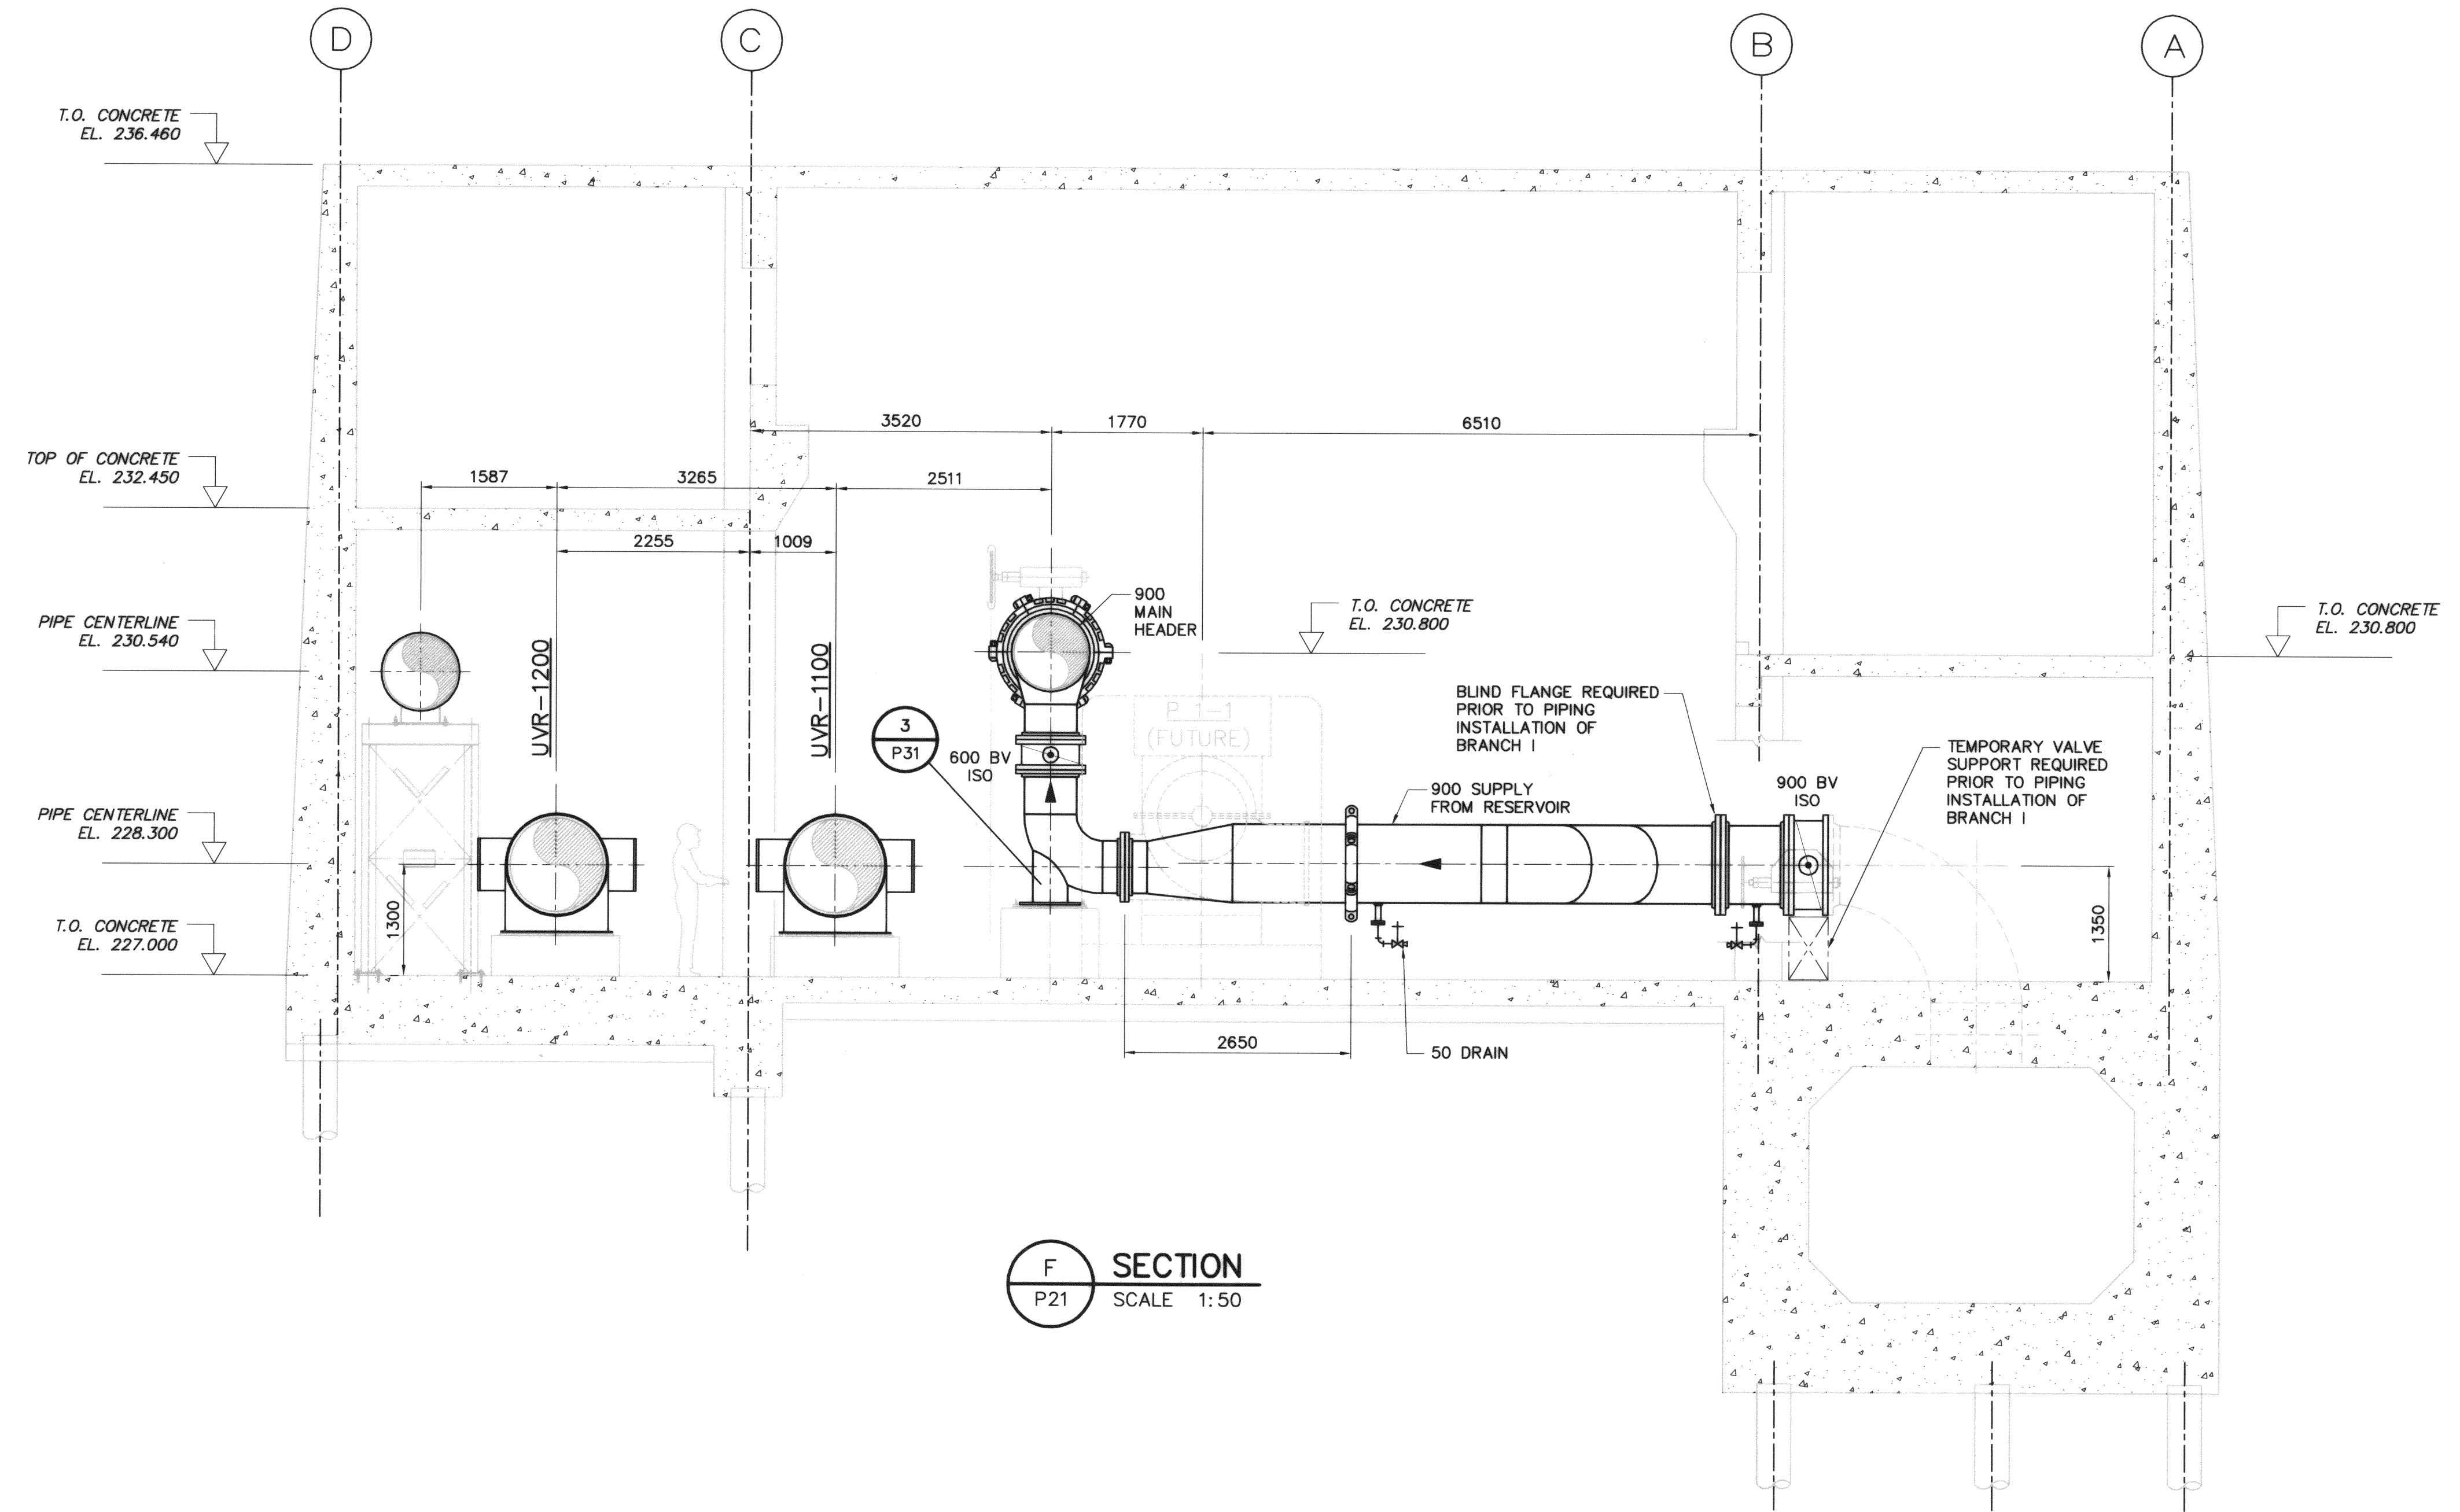 D
C
B
A
T.O. CONCRETE
EL. 236.460
TOP OF CONCRETE
EL. 232.450
PIPE CENTERLINE
EL. 230.540
PIPE CENTERLINE
EL. 228.300
T.O. CONCRETE
EL. 227.000
3520
1770
6510
1587
3265
2511
2255
1009
UVR-1200
UVR-1100
900
MAIN
HEADER
T.O. CONCRETE
EL. 230.800
T.O. CONCRETE
EL. 230.800
3
P31
600 BV
ISO
P 1-1
(FUTURE)
BLIND FLANGE REQUIRED
PRIOR TO PIPING
INSTALLATION OF
BRANCH I
900 SUPPLY
FROM RESERVOIR
900 BV
ISO
TEMPORARY VALVE
SUPPORT REQUIRED
PRIOR TO PIPING
INSTALLATION OF
BRANCH I
1300
1350
2650
50 DRAIN
F
P21
SECTION
SCALE 1:50